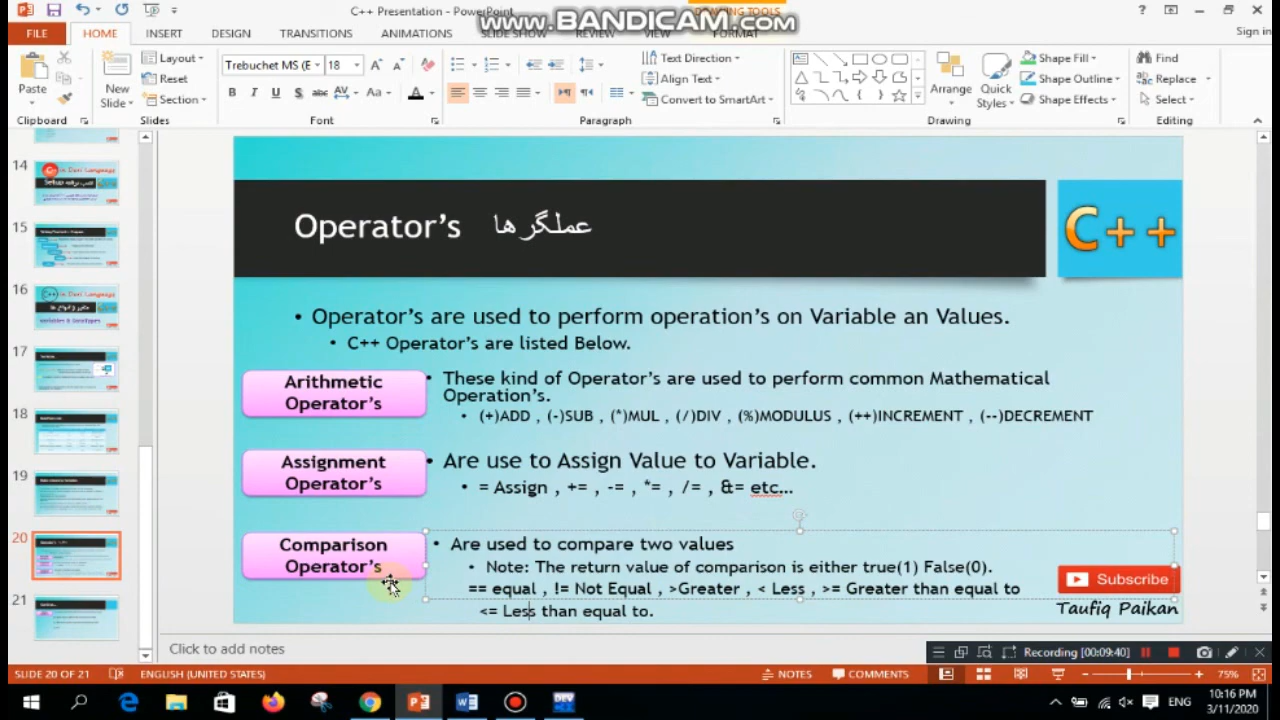 C++ Presentation - PowerPoint
www.BANDICAM.com
FILE HOME INSERT DESIGN TRANSITIONS ANIMATIONS SLIDE SHOW REVIEW VIEW FORMAT
Sign in
Paste
New
Slide
Layout
Reset
Section
Trebuchet MS (E 18
Text Direction
Align Text
Convert to SmartArt
Arrange
Quick
Styles
Shape Fill
Shape Outline
Shape Effects
Find
Replace
Select
Clipboard Slides Font Paragraph Drawing Editing
14
15
16
17
18
19
20
21
Operator's عملگرها
C++
• Operator's are used to perform operation's on Variable an Values.
• C++ Operator's are listed Below.
Arithmetic
Operator's
• These kind of Operator's are used to perform common Mathematical
Operation's.
• (+)ADD , (-)SUB , (*)MUL , (/)DIV , (%)MODULUS , (++)INCREMENT , (--)DECREMENT
Assignment
Operator's
• Are use to Assign Value to Variable.
• = Assign , += , -= , *= , /= , &= etc...
Comparison
Operator's
• Are used to compare two values
• Note: The return value of comparison is either true(1) False(0).
== equal , != Not Equal , >Greater , < Less , >= Greater than equal to
<= Less than equal to.
Subscribe
Taufiq Paikan
Click to add notes
Recording [00:09:40]
SLIDE 20 OF 21 ENGLISH (UNITED STATES) NOTES COMMENTS 75%
ENG
10:16 PM
3/11/2020